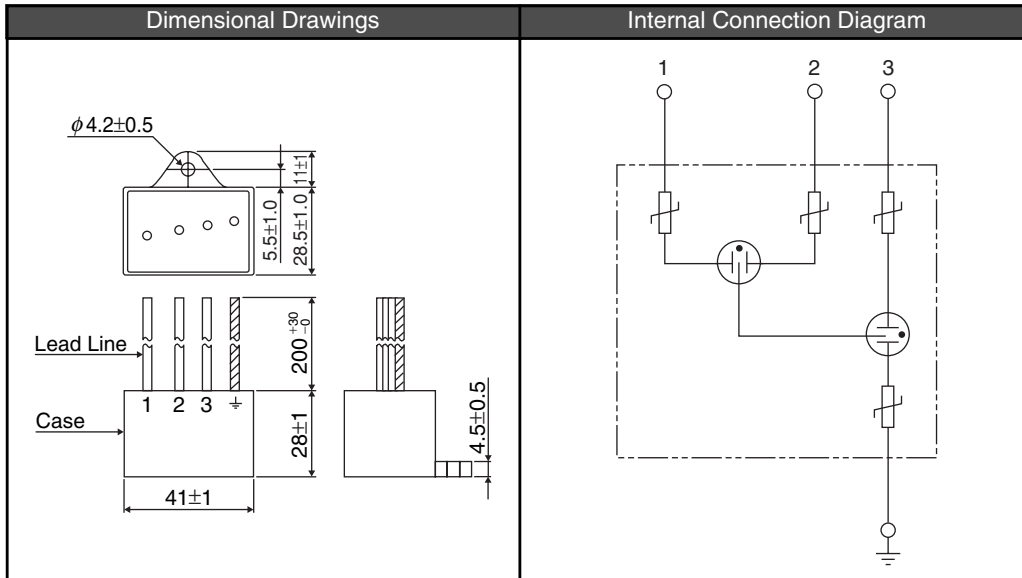 Dimensional Drawings
Internal Connection Diagram
φ4.2±0.5
11±1
5.5±1.0
28.5±1.0
Lead Line
200 +30 -0
1 2 3
Case
28±1
4.5±0.5
41±1
1 2 3